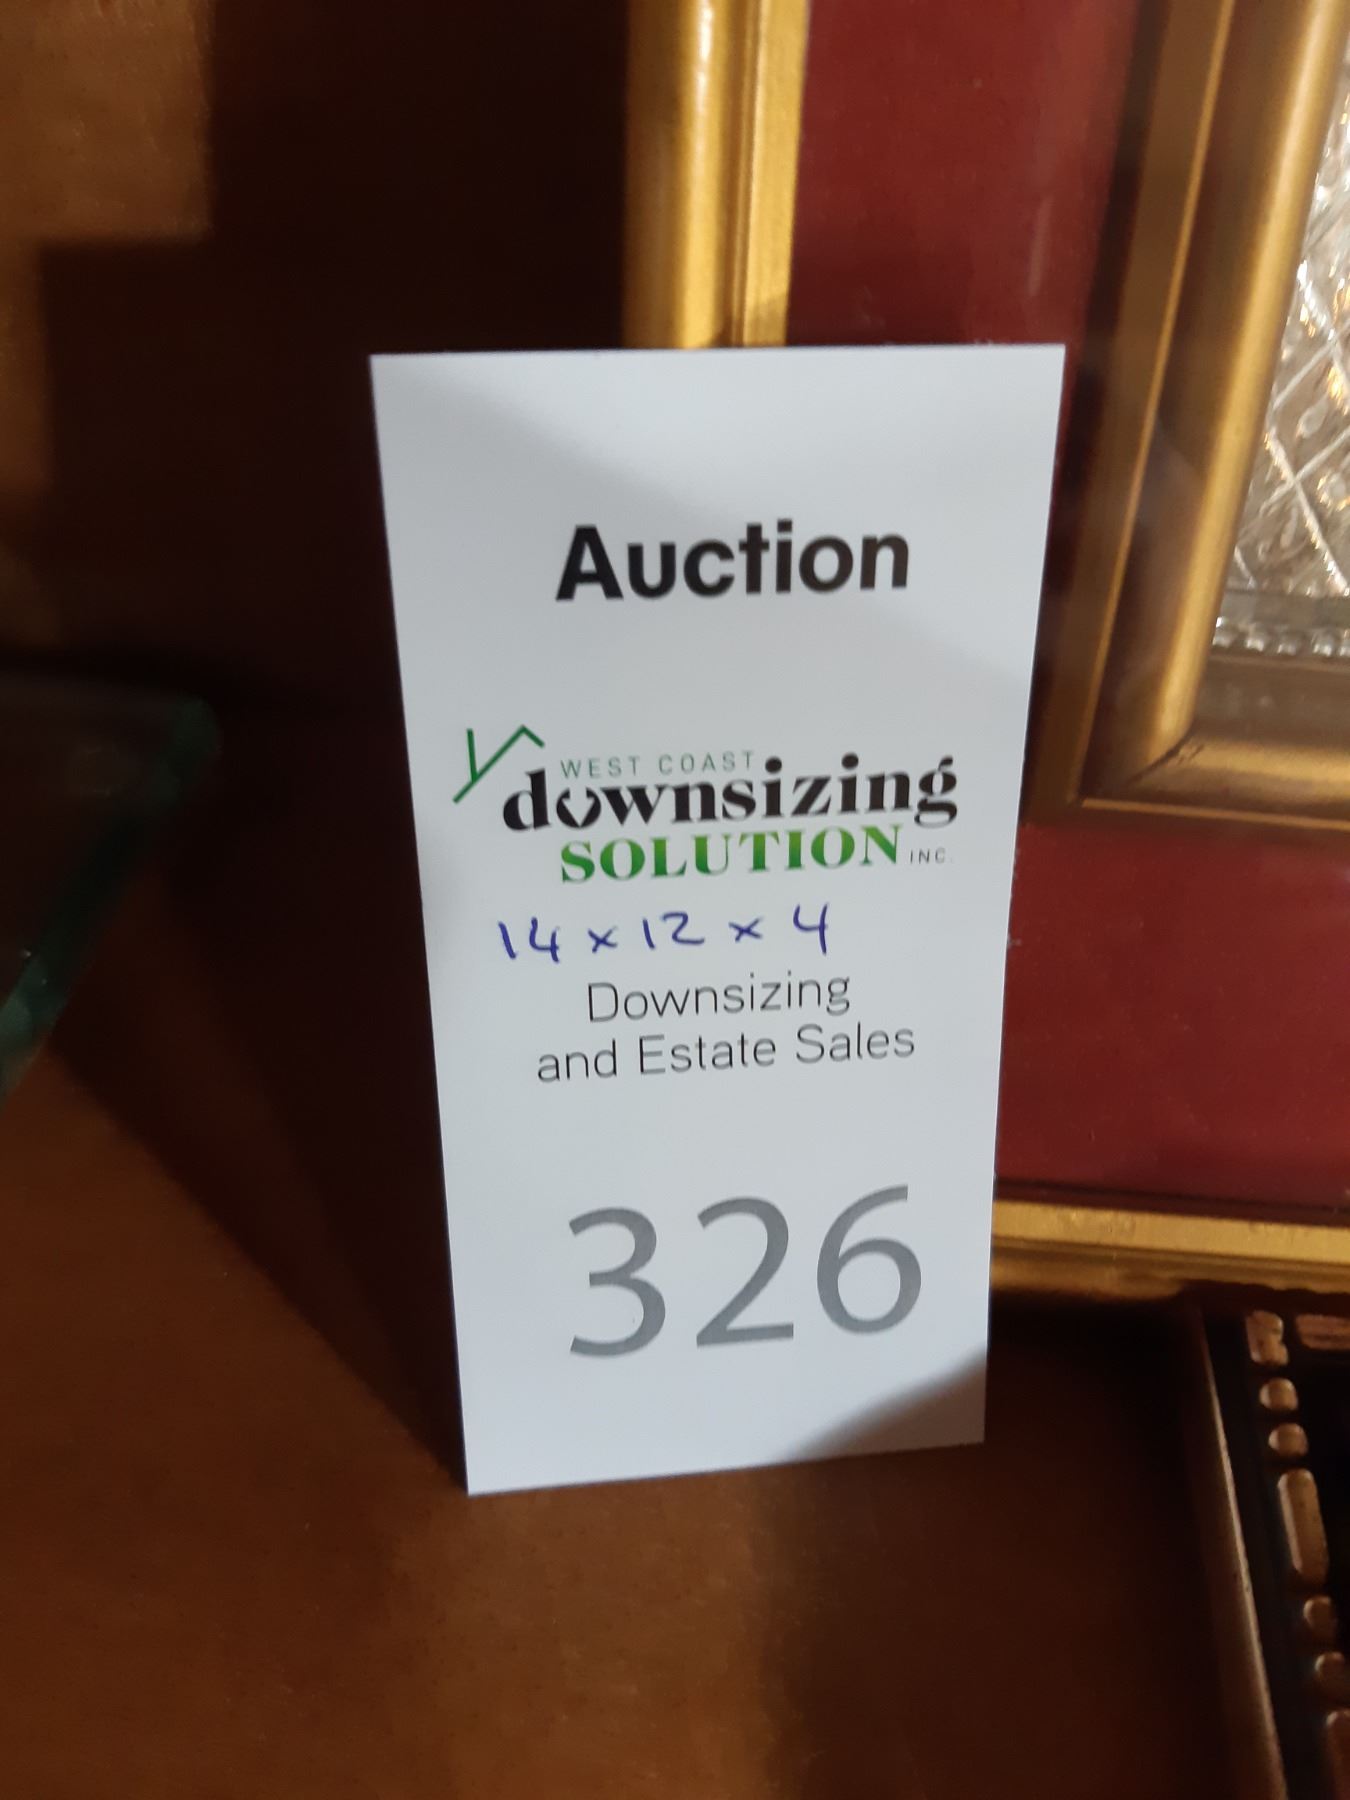 Auction
WEST COAST
downsizing
SOLUTION INC.
14 x 12 x 4
Downsizing
and Estate Sales
326